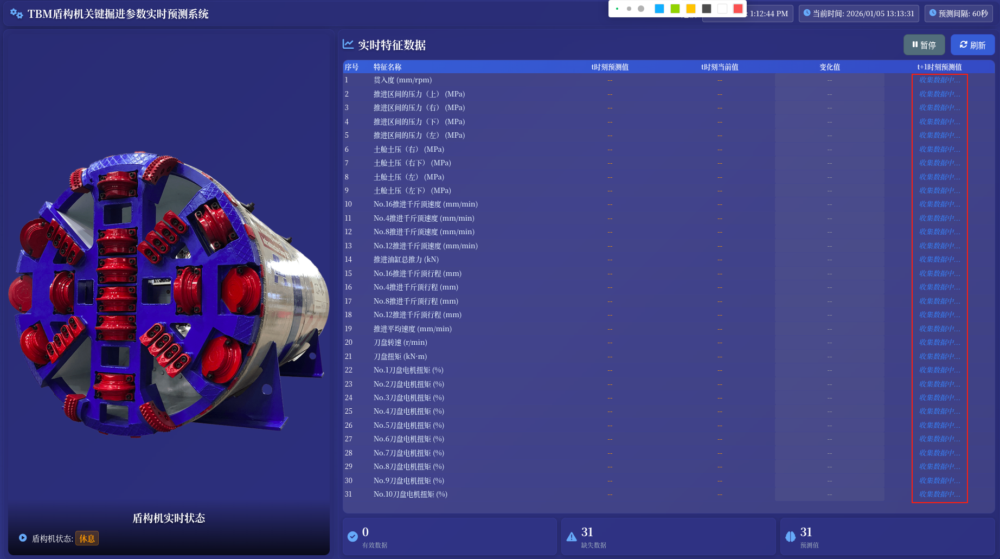 TBM盾构机关键掘进参数实时预测系统
: 1:12:44 PM
当前时间: 2026/01/05 13:13:31
预测间隔: 60秒
实时特征数据
暂停
刷新
序号 特征名称 t时刻预测值 t时刻当前值 变化值 t+1时刻预测值
1 贯入度 (mm/rpm) -- -- -- 收集数据中...
2 推进区间的压力（上） (MPa) -- -- -- 收集数据中...
3 推进区间的压力（右） (MPa) -- -- -- 收集数据中...
4 推进区间的压力（下） (MPa) -- -- -- 收集数据中...
5 推进区间的压力（左） (MPa) -- -- -- 收集数据中...
6 土舱土压（右） (MPa) -- -- -- 收集数据中...
7 土舱土压（右下） (MPa) -- -- -- 收集数据中...
8 土舱土压（左） (MPa) -- -- -- 收集数据中...
9 土舱土压（左下） (MPa) -- -- -- 收集数据中...
10 No.16推进千斤顶速度 (mm/min) -- -- -- 收集数据中...
11 No.4推进千斤顶速度 (mm/min) -- -- -- 收集数据中...
12 No.8推进千斤顶速度 (mm/min) -- -- -- 收集数据中...
13 No.12推进千斤顶速度 (mm/min) -- -- -- 收集数据中...
14 推进油缸总推力 (kN) -- -- -- 收集数据中...
15 No.16推进千斤顶行程 (mm) -- -- -- 收集数据中...
16 No.4推进千斤顶行程 (mm) -- -- -- 收集数据中...
17 No.8推进千斤顶行程 (mm) -- -- -- 收集数据中...
18 No.12推进千斤顶行程 (mm) -- -- -- 收集数据中...
19 推进平均速度 (mm/min) -- -- -- 收集数据中...
20 刀盘转速 (r/min) -- -- -- 收集数据中...
21 刀盘扭矩 (kN·m) -- -- -- 收集数据中...
22 No.1刀盘电机扭矩 (%) -- -- -- 收集数据中...
23 No.2刀盘电机扭矩 (%) -- -- -- 收集数据中...
24 No.3刀盘电机扭矩 (%) -- -- -- 收集数据中...
25 No.4刀盘电机扭矩 (%) -- -- -- 收集数据中...
26 No.5刀盘电机扭矩 (%) -- -- -- 收集数据中...
27 No.6刀盘电机扭矩 (%) -- -- -- 收集数据中...
28 No.7刀盘电机扭矩 (%) -- -- -- 收集数据中...
29 No.8刀盘电机扭矩 (%) -- -- -- 收集数据中...
30 No.9刀盘电机扭矩 (%) -- -- -- 收集数据中...
31 No.10刀盘电机扭矩 (%) -- -- -- 收集数据中...
盾构机实时状态
盾构机状态: 休息
0
有效数据
31
缺失数据
31
预测值